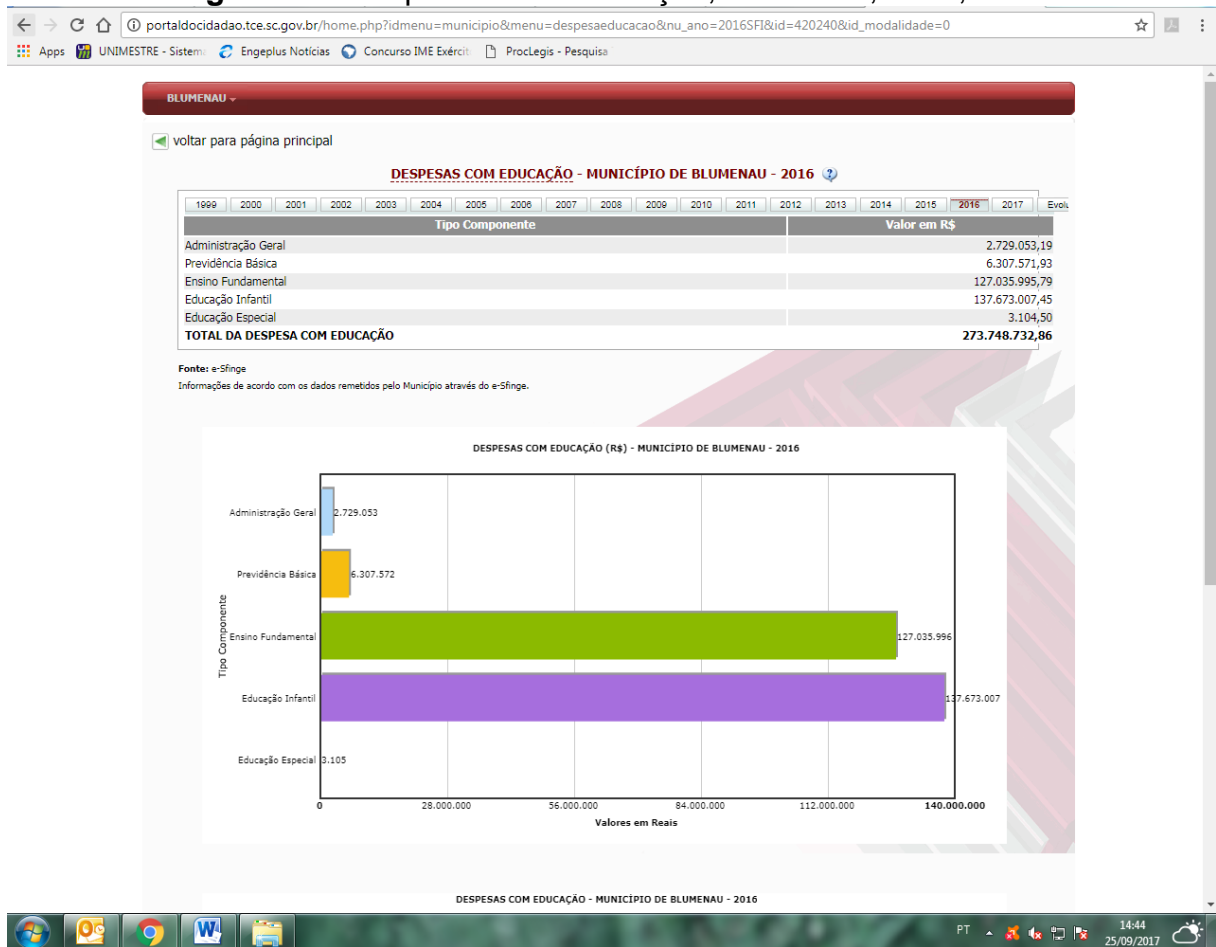 portaldocidadao.tce.sc.gov.br/home.php?idmenu=municipio&menu=despesaeducacao&nu_ano=2016SFI&id=420240&id_modalidade=0
Apps UNIMESTRE - Sistema Engeplus Notícias Concurso IME Exércit ProcLegis - Pesquisa
BLUMENAU
voltar para página principal
DESPESAS COM EDUCAÇÃO - MUNICÍPIO DE BLUMENAU - 2016
1999 2000 2001 2002 2003 2004 2005 2006 2007 2008 2009 2010 2011 2012 2013 2014 2015 2016 2017 Evolu
Tipo Componente Valor em R$
Administração Geral 2.729.053,19
Previdência Básica 6.307.571,93
Ensino Fundamental 127.035.995,79
Educação Infantil 137.673.007,45
Educação Especial 3.104,50
TOTAL DA DESPESA COM EDUCAÇÃO 273.748.732,86
Fonte: e-Sfinge
Informações de acordo com os dados remetidos pelo Município através do e-Sfinge.
DESPESAS COM EDUCAÇÃO (R$) - MUNICÍPIO DE BLUMENAU - 2016
Tipo Componente
Administração Geral 2.729.053
Previdência Básica 6.307.572
Ensino Fundamental 127.035.996
Educação Infantil 137.673.007
Educação Especial 3.105
0 28.000.000 56.000.000 84.000.000 112.000.000 140.000.000
Valores em Reais
DESPESAS COM EDUCAÇÃO - MUNICÍPIO DE BLUMENAU - 2016
PT 14:44
25/09/2017